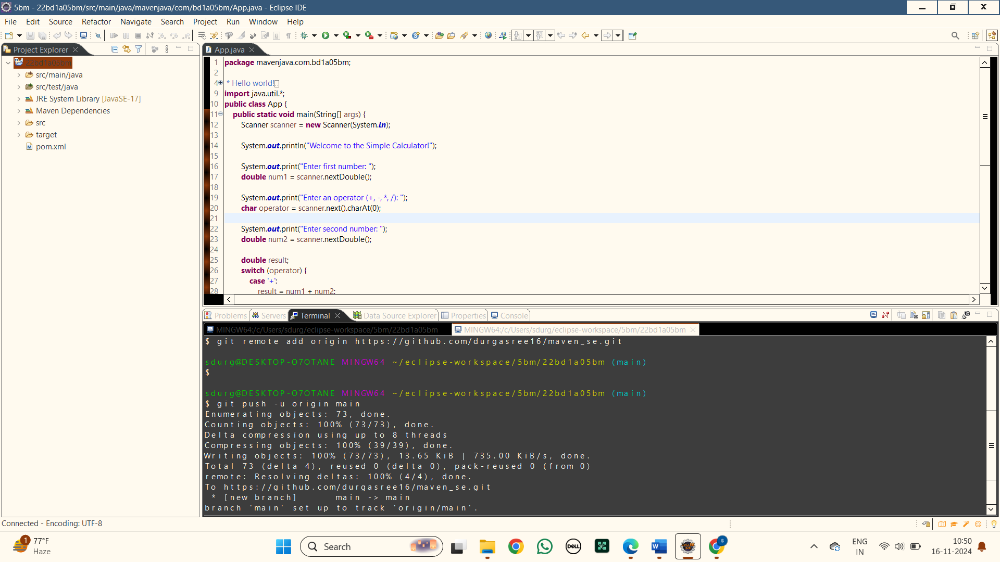 5bm - 22bd1a05bm/src/main/java/mavenjava/com/bd1a05bm/App.java - Eclipse IDE
File Edit Source Refactor Navigate Search Project Run Window Help
Project Explorer
22bd1a05bm
src/main/java
src/test/java
JRE System Library [JavaSE-17]
Maven Dependencies
src
target
pom.xml
App.java
1 package mavenjava.com.bd1a05bm;
2
4 * Hello world!
9 import java.util.*;
10 public class App {
11 public static void main(String[] args) {
12 Scanner scanner = new Scanner(System.in);
13
14 System.out.println("Welcome to the Simple Calculator!");
15
16 System.out.print("Enter first number: ");
17 double num1 = scanner.nextDouble();
18
19 System.out.print("Enter an operator (+, -, *, /): ");
20 char operator = scanner.next().charAt(0);
21
22 System.out.print("Enter second number: ");
23 double num2 = scanner.nextDouble();
24
25 double result;
26 switch (operator) {
27 case '+':
28 result = num1 + num2;
Problems Servers Terminal Data Source Explorer Properties Console
MINGW64:/c/Users/sdurg/eclipse-workspace/5bm/22bd1a05bm MINGW64:/c/Users/sdurg/eclipse-workspace/5bm/22bd1a05bm
$ git remote add origin https://github.com/durgasree16/maven_se.git
sdurg@DESKTOP-O7OTANE MINGW64 ~/eclipse-workspace/5bm/22bd1a05bm (main)
$
sdurg@DESKTOP-O7OTANE MINGW64 ~/eclipse-workspace/5bm/22bd1a05bm (main)
$ git push -u origin main
Enumerating objects: 73, done.
Counting objects: 100% (73/73), done.
Delta compression using up to 8 threads
Compressing objects: 100% (39/39), done.
Writing objects: 100% (73/73), 13.65 KiB | 735.00 KiB/s, done.
Total 73 (delta 4), reused 0 (delta 0), pack-reused 0 (from 0)
remote: Resolving deltas: 100% (4/4), done.
To https://github.com/durgasree16/maven_se.git
* [new branch] main -> main
branch 'main' set up to track 'origin/main'.
Connected - Encoding: UTF-8
1
77°F
Haze
Search
DELL
ENG
IN
10:50
16-11-2024